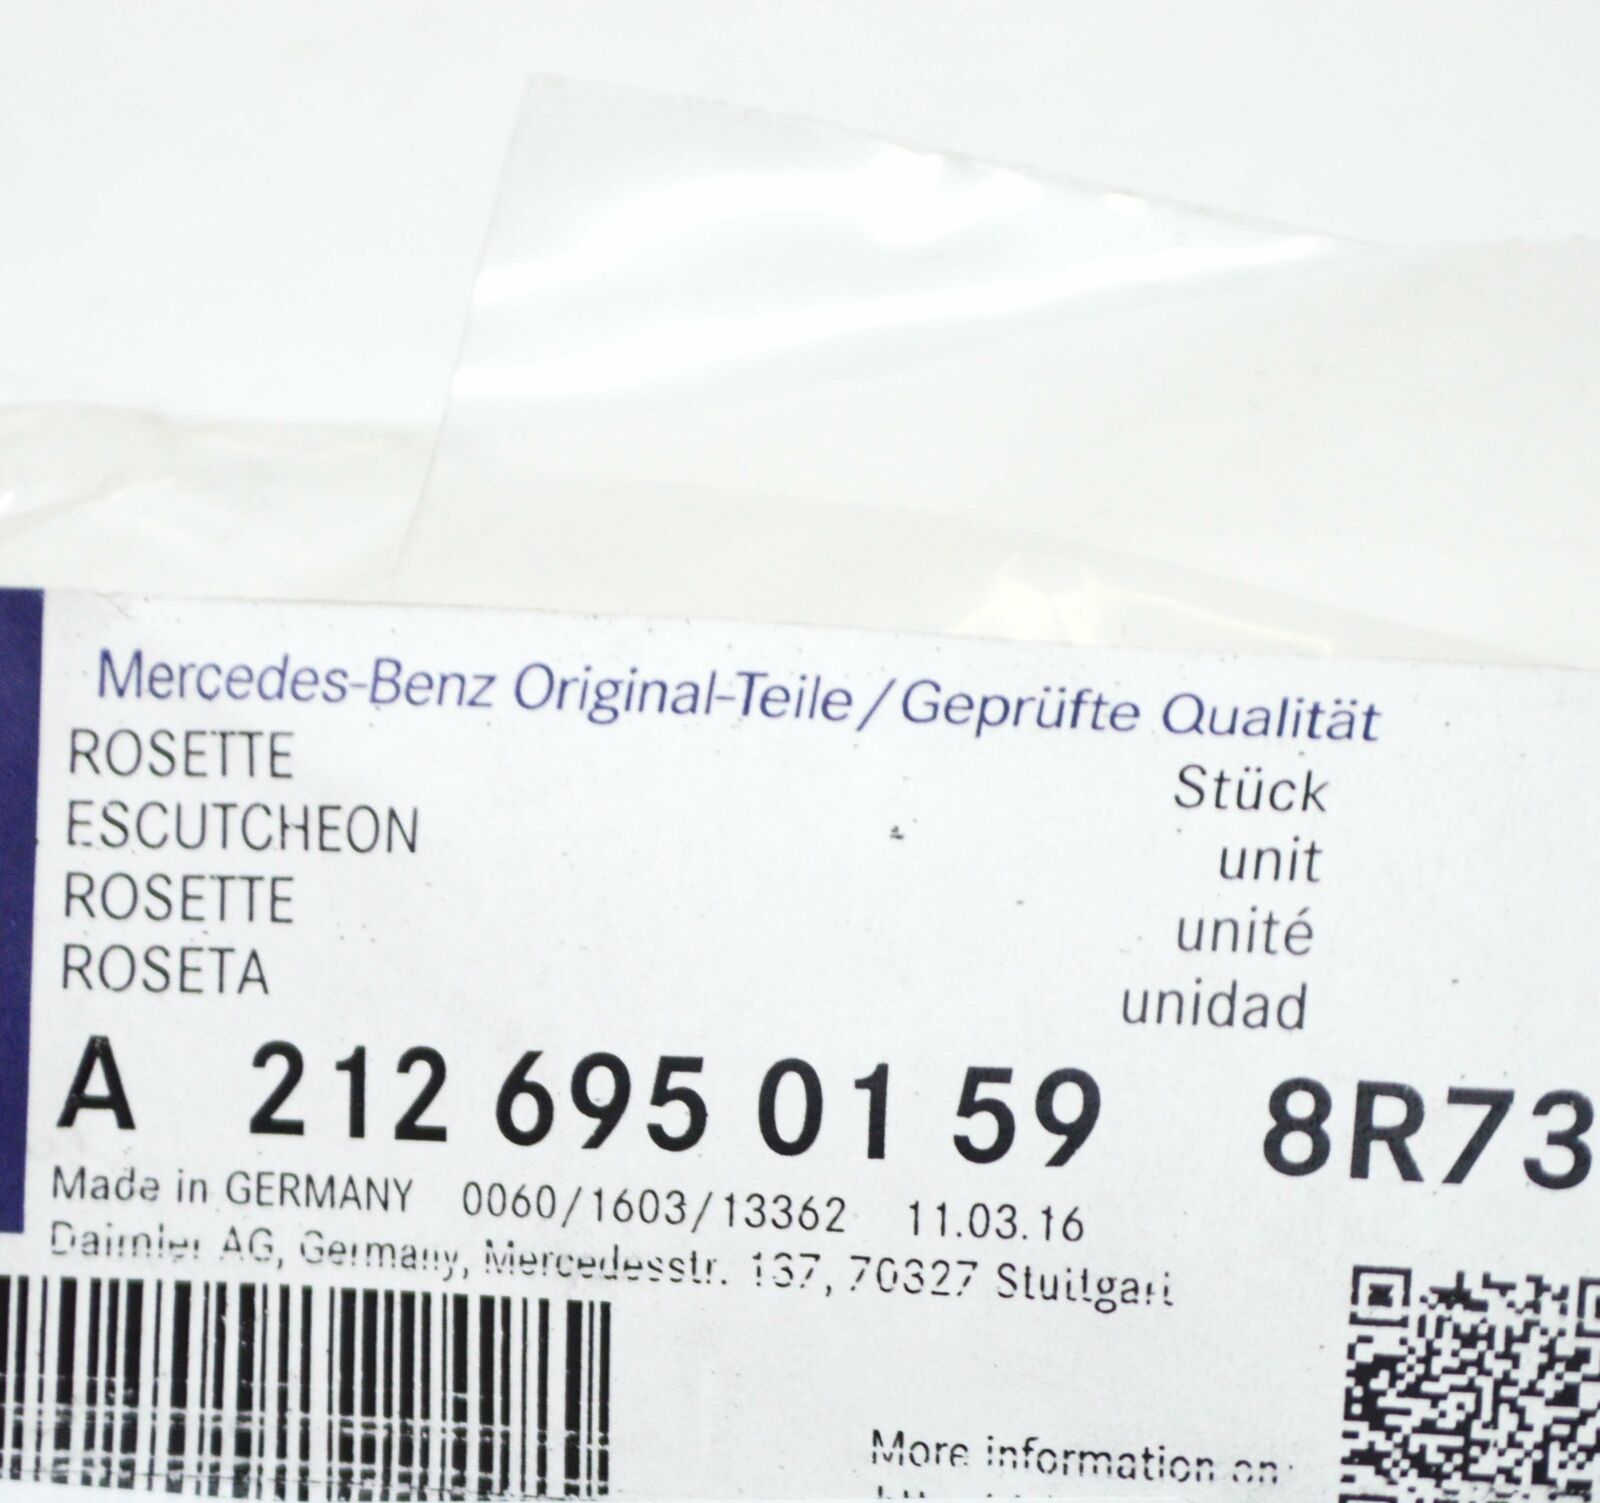 Mercedes-Benz Original-Teile/Geprüfte Qualität
ROSETTE Stück
ESCUTCHEON unit
ROSETTE unité
ROSETA unidad
A 212 695 01 59 8R73
Made in GERMANY 0060/1603/13362 11.03.16
Daimler AG, Germany, Mercedesstr. 137, 70327 Stuttgart
More information on: